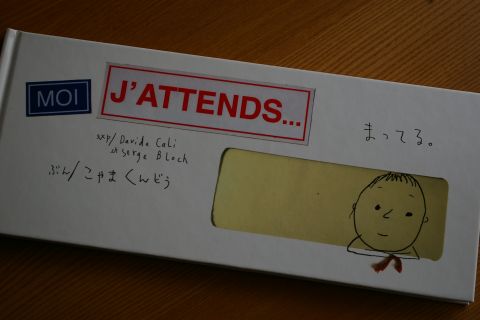 MOI
J'ATTENDS...
まってる。
Davide Cali
et Serge Bloch
ぶん/こやまくんどう